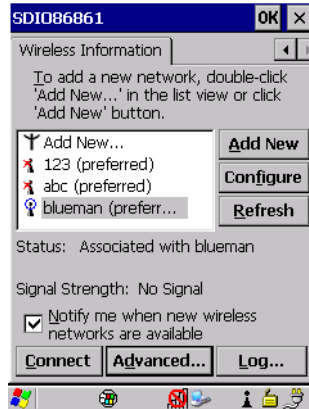 SDIO86861 OK ×
Wireless Information
To add a new network, double-click
'Add New...' in the list view or click
'Add New' button.
Add New...
Add New
123 (preferred)
abc (preferred)
Configure
blueman (preferr...
Refresh
Status: Associated with blueman
Signal Strength: No Signal
Notify me when new wireless
networks are available
Connect Advanced... Log...